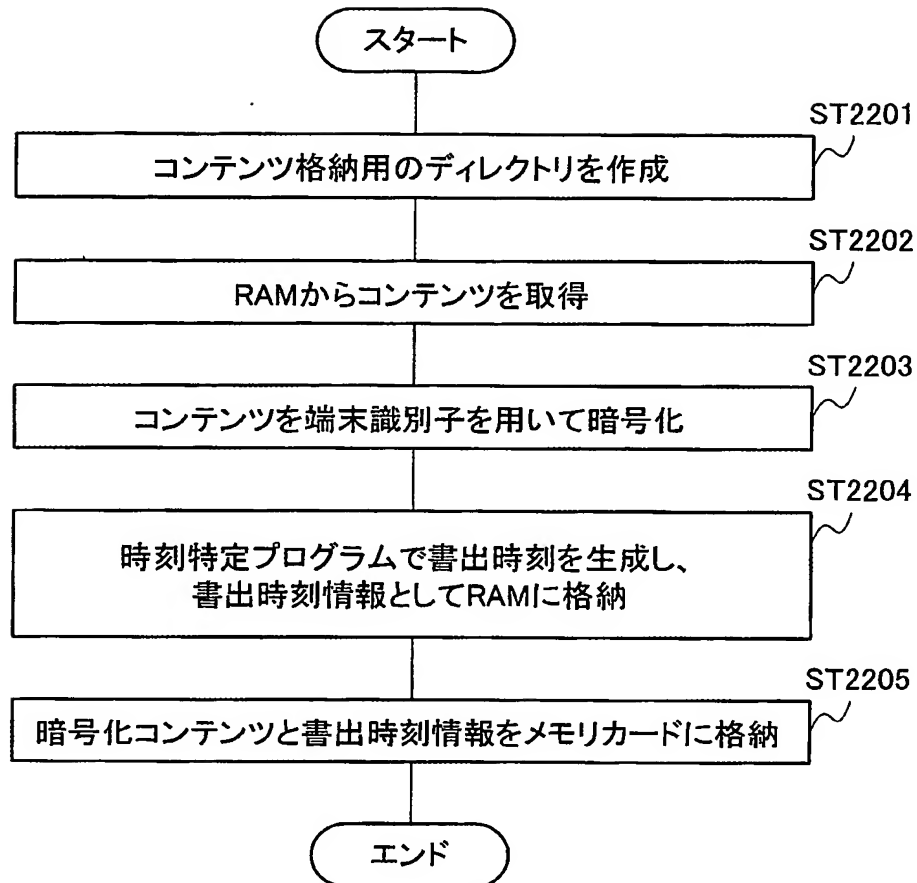 スタート
ST2201
コンテンツ格納用のディレクトリを作成
ST2202
RAMからコンテンツを取得
ST2203
コンテンツを端末識別子を用いて暗号化
ST2204
時刻特定プログラムで書出時刻を生成し、
書出時刻情報としてRAMに格納
ST2205
暗号化コンテンツと書出時刻情報をメモリカードに格納
エンド